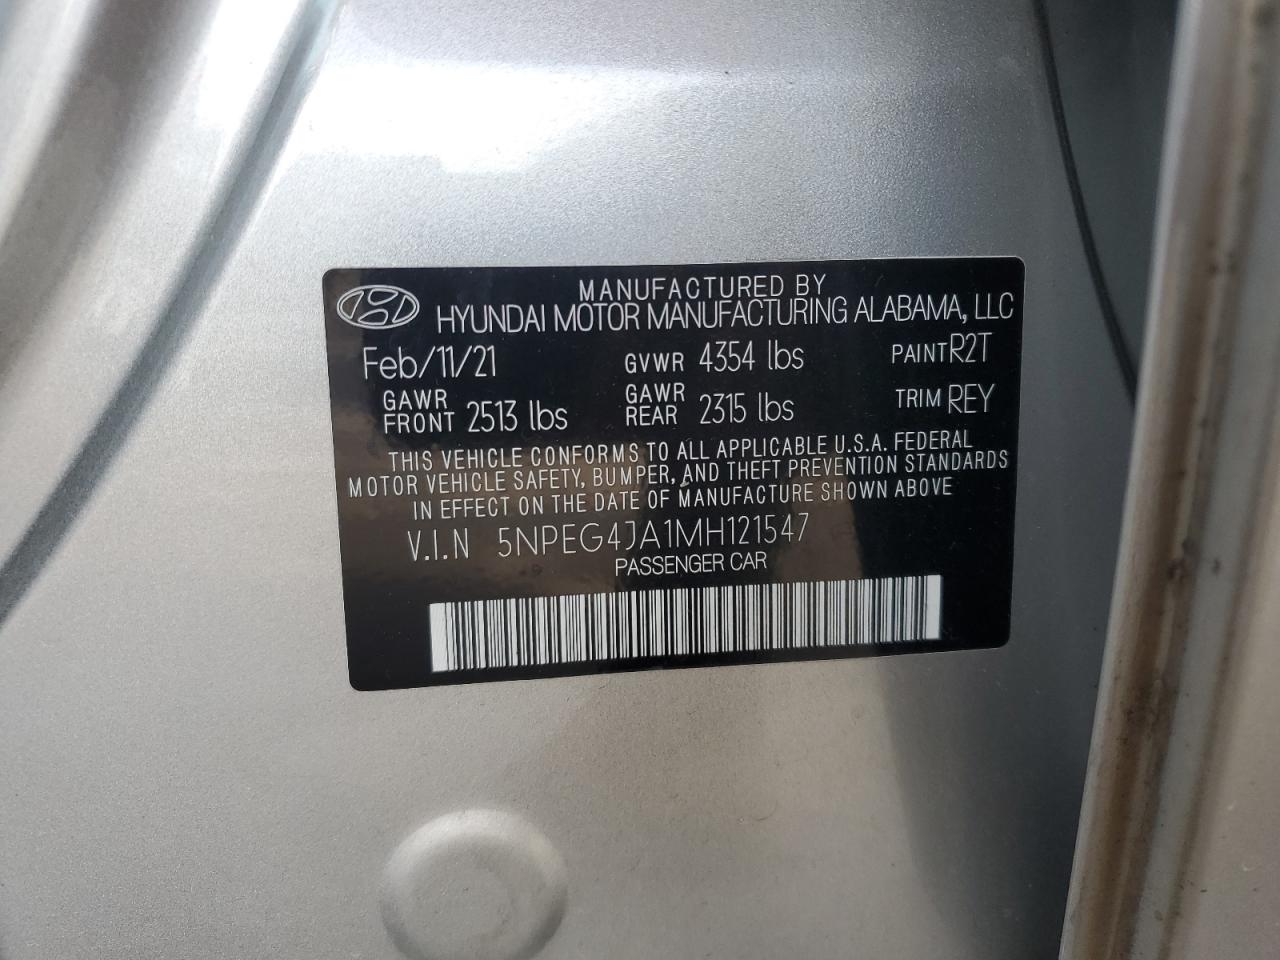 MANUFACTURED BY
HYUNDAI MOTOR MANUFACTURING ALABAMA, LLC
Feb/11/21 GVWR 4354 lbs PAINT R2T
GAWR FRONT 2513 lbs GAWR REAR 2315 lbs TRIM REY
THIS VEHICLE CONFORMS TO ALL APPLICABLE U.S.A. FEDERAL
MOTOR VEHICLE SAFETY, BUMPER, AND THEFT PREVENTION STANDARDS
IN EFFECT ON THE DATE OF MANUFACTURE SHOWN ABOVE
V.I.N 5NPEG4JA1MH121547
PASSENGER CAR